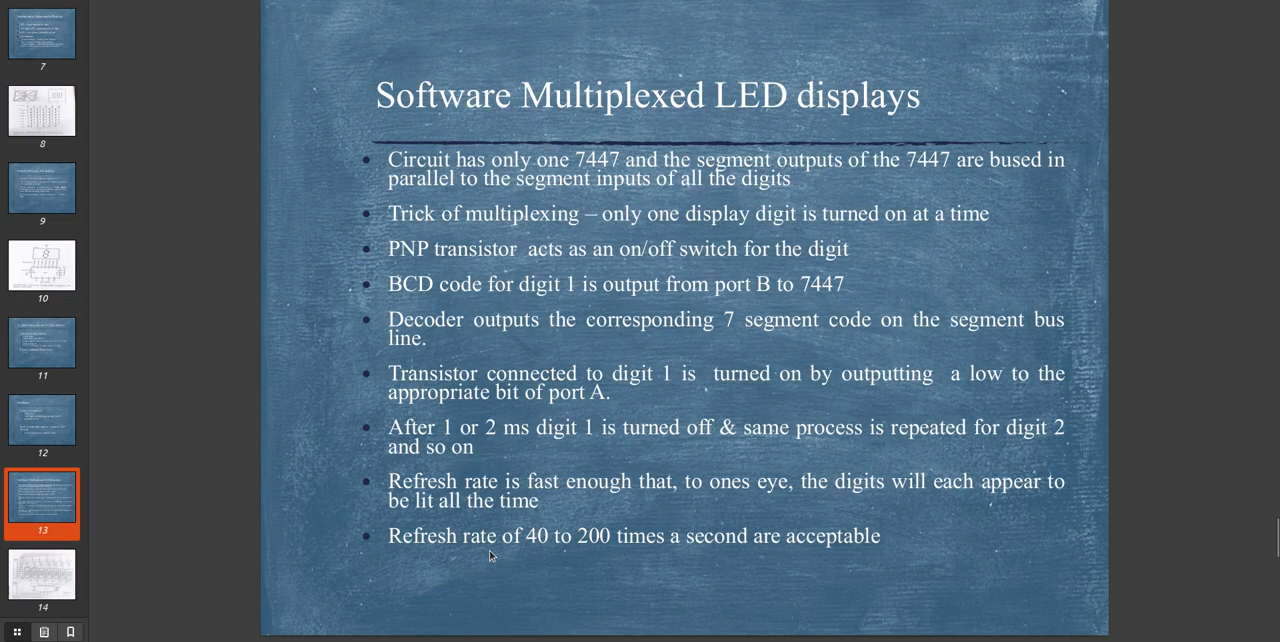 Software Multiplexed LED displays
• Circuit has only one 7447 and the segment outputs of the 7447 are bused in
parallel to the segment inputs of all the digits
• Trick of multiplexing – only one display digit is turned on at a time
• PNP transistor acts as an on/off switch for the digit
• BCD code for digit 1 is output from port B to 7447
• Decoder outputs the corresponding 7 segment code on the segment bus
line.
• Transistor connected to digit 1 is turned on by outputting a low to the
appropriate bit of port A.
• After 1 or 2 ms digit 1 is turned off & same process is repeated for digit 2
and so on
• Refresh rate is fast enough that, to ones eye, the digits will each appear to
be lit all the time
• Refresh rate of 40 to 200 times a second are acceptable
7
8
9
10
11
12
13
14